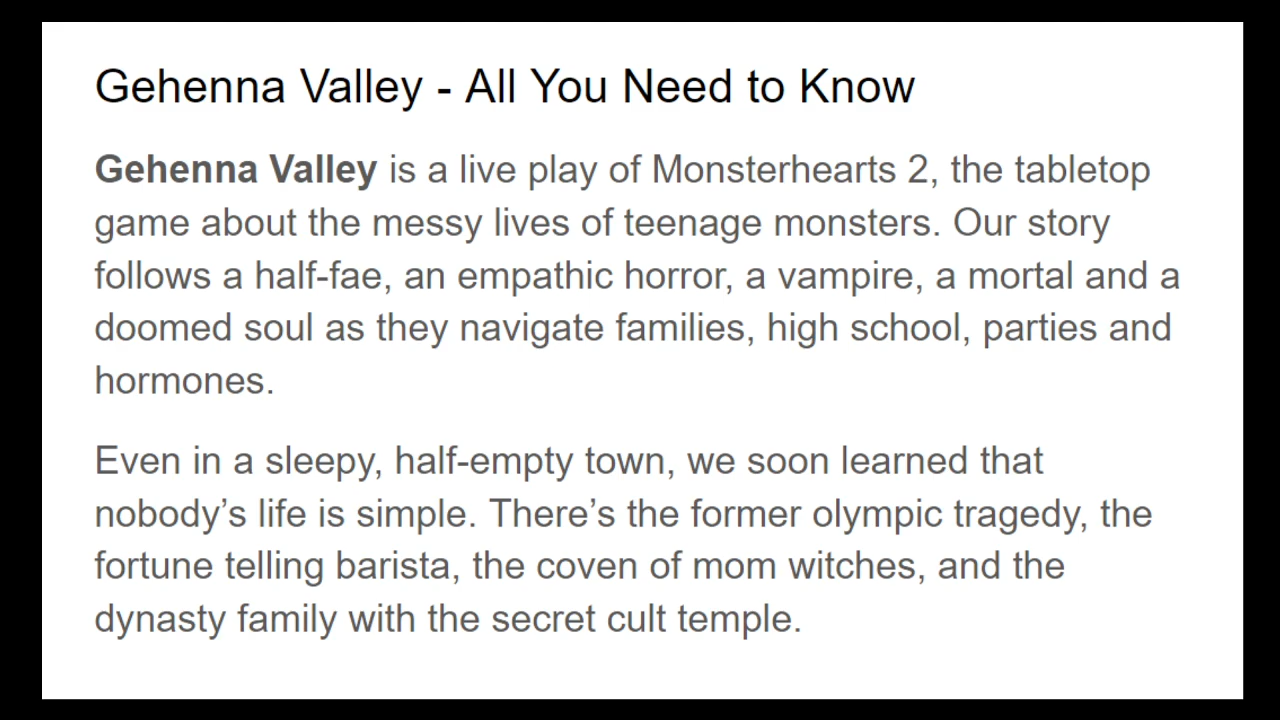 Gehenna Valley - All You Need to Know
Gehenna Valley is a live play of Monsterhearts 2, the tabletop
game about the messy lives of teenage monsters. Our story
follows a half-fae, an empathic horror, a vampire, a mortal and a
doomed soul as they navigate families, high school, parties and
hormones.
Even in a sleepy, half-empty town, we soon learned that
nobody’s life is simple. There’s the former olympic tragedy, the
fortune telling barista, the coven of mom witches, and the
dynasty family with the secret cult temple.